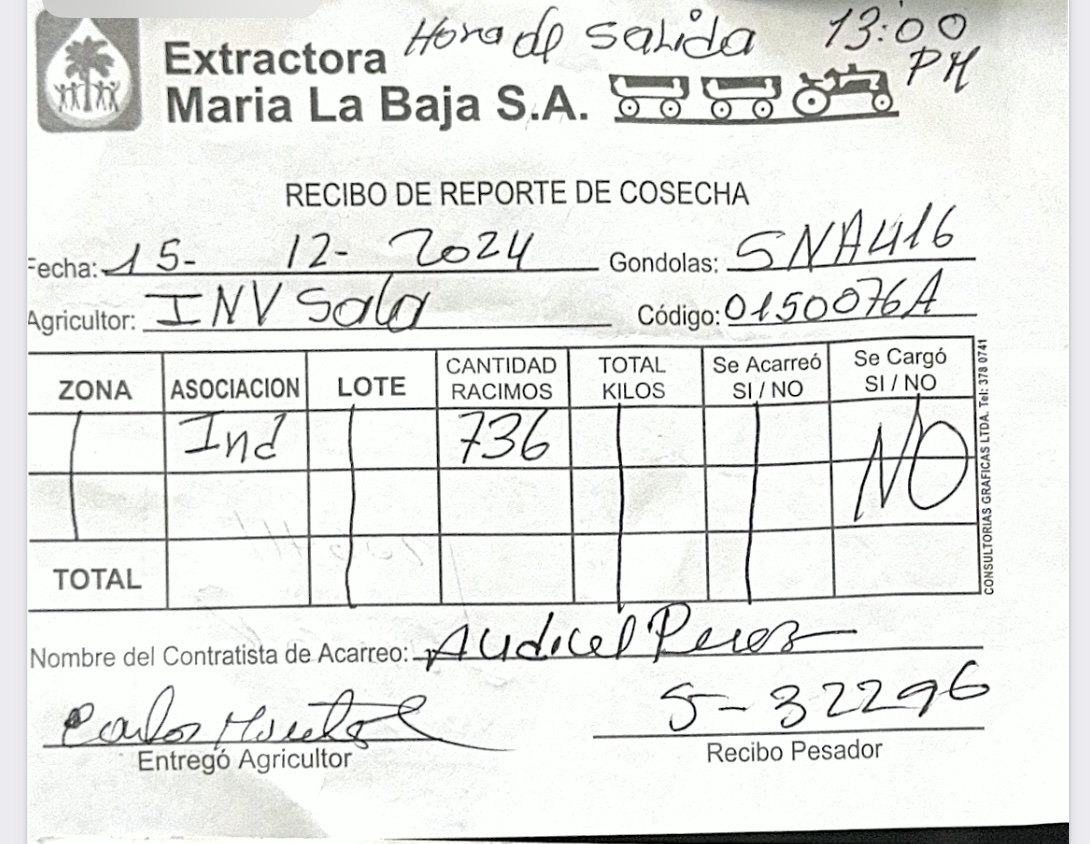 Hora de salida 13:00 PM
Extractora
Maria La Baja S.A.
RECIBO DE REPORTE DE COSECHA
Fecha: 15- 12- 2024 Gondolas: SNA416
Agricultor: INV Sala Código: 0150076A
ZONA ASOCIACION LOTE CANTIDAD RACIMOS TOTAL KILOS Se Acarreó SI / NO Se Cargó SI / NO
Ind 736 NO
TOTAL
CONSULTORIAS GRAFICAS LTDA. Tel: 378 0741
Nombre del Contratista de Acarreo: Audicel Perez
Carlos 5-32296
Entregó Agricultor Recibo Pesador